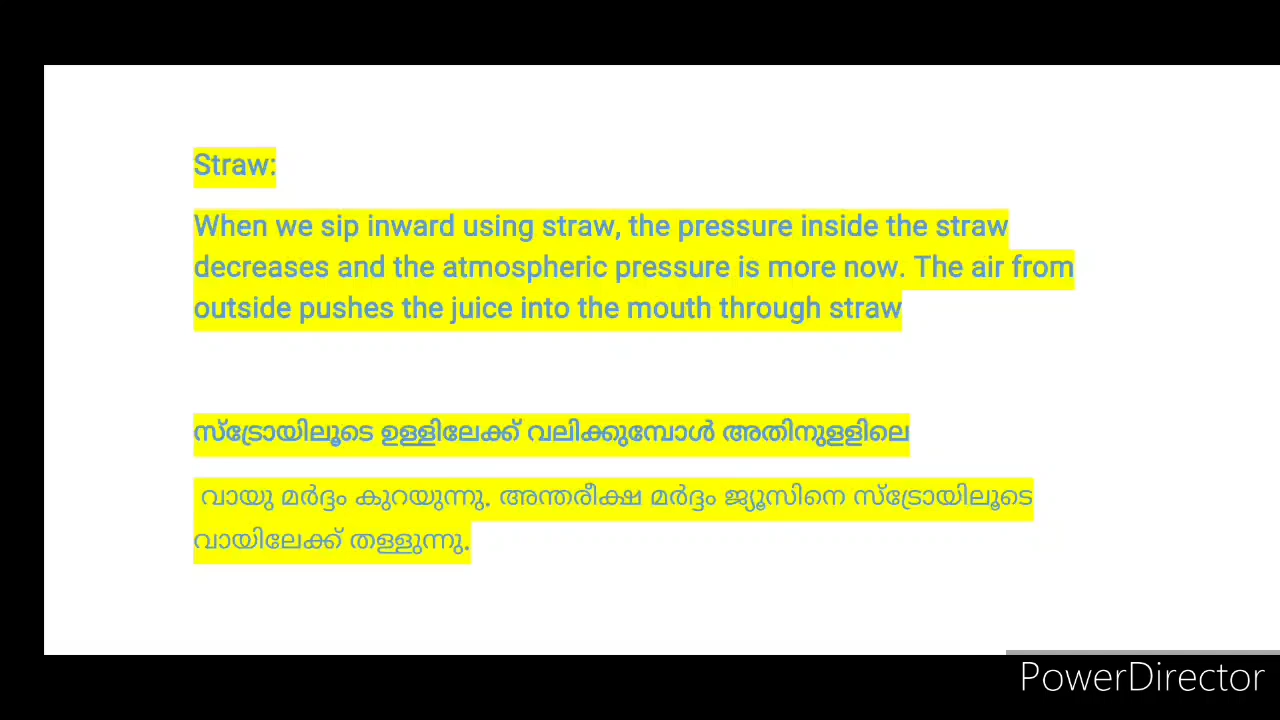 Straw:
When we sip inward using straw, the pressure inside the straw
decreases and the atmospheric pressure is more now. The air from
outside pushes the juice into the mouth through straw
സ്ട്രോയിലൂടെ ഉള്ളിലേക്ക് വലിക്കുമ്പോൾ അതിനുള്ളിലെ
വായു മർദ്ദം കുറയുന്നു. അന്തരീക്ഷ മർദ്ദം ജ്യൂസിനെ സ്ട്രോയിലൂടെ
വായിലേക്ക് തള്ളുന്നു.
PowerDirector